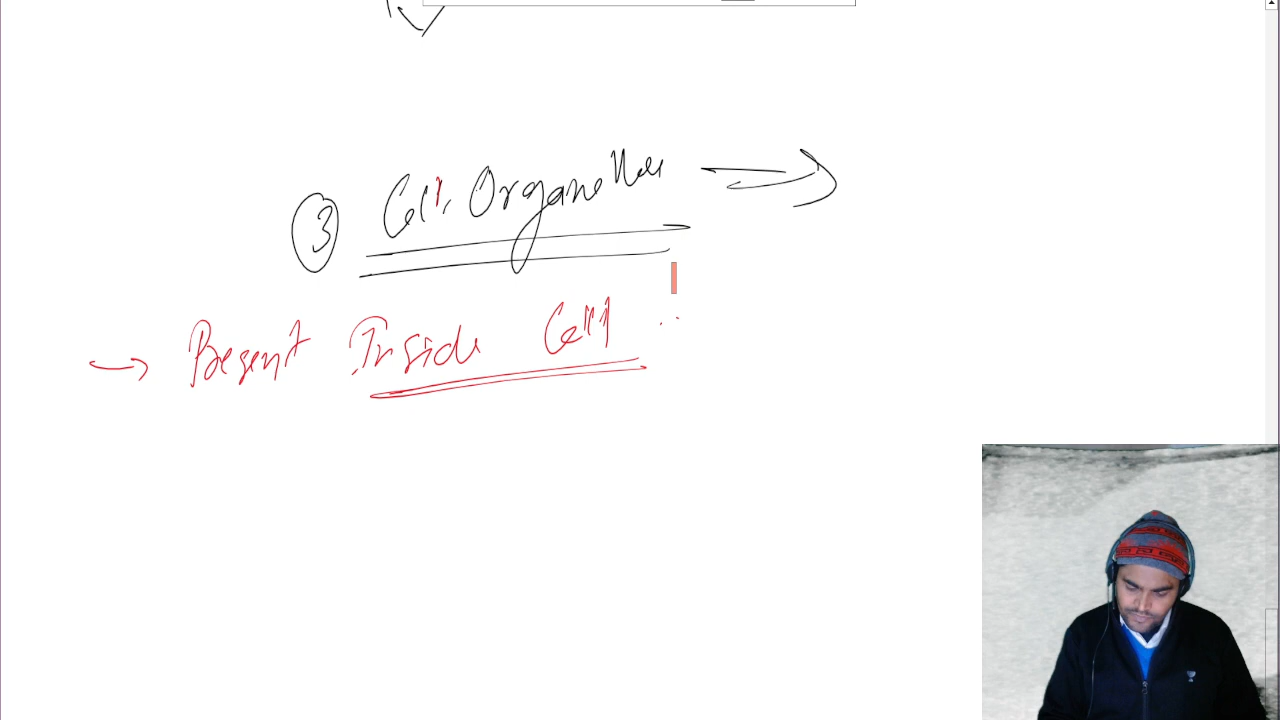 ③ Cell Organelles →
→ Present Inside Cell